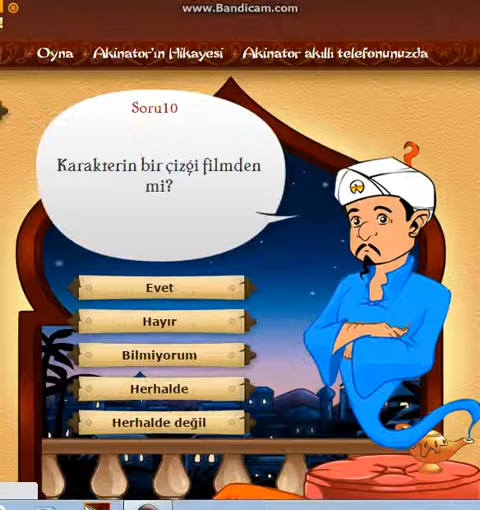 www.Bandicam.com
Oyna · Akinator'ın Hikayesi · Akinator akıllı telefonunuzda
Soru10
Karakterin bir çizgi filmden
mi?
Evet
Hayır
Bilmiyorum
Herhalde
Herhalde değil